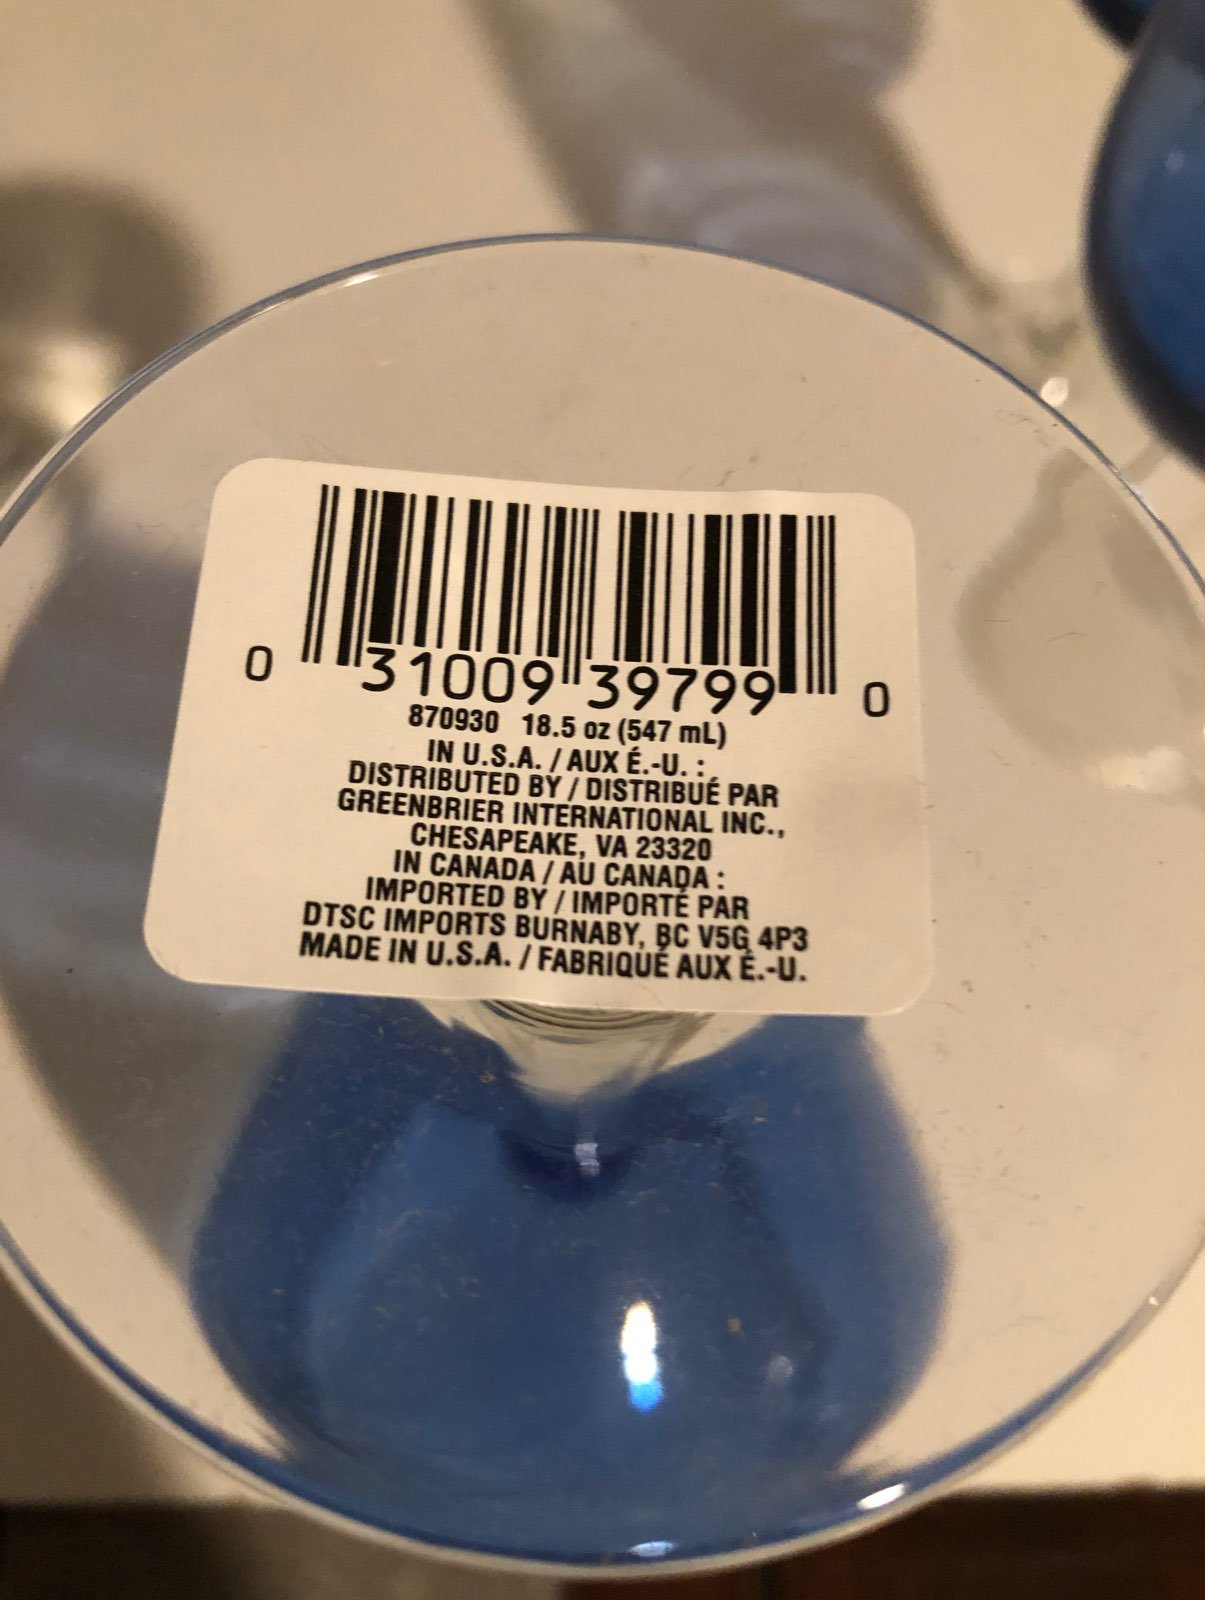 0 31009 39799 0
870930 18.5 oz (547 mL)
IN U.S.A. / AUX É.-U. :
DISTRIBUTED BY / DISTRIBUÉ PAR
GREENBRIER INTERNATIONAL INC.,
CHESAPEAKE, VA 23320
IN CANADA / AU CANADA :
IMPORTED BY / IMPORTÉ PAR
DTSC IMPORTS BURNABY, BC V5G 4P3
MADE IN U.S.A. / FABRIQUÉ AUX É.-U.